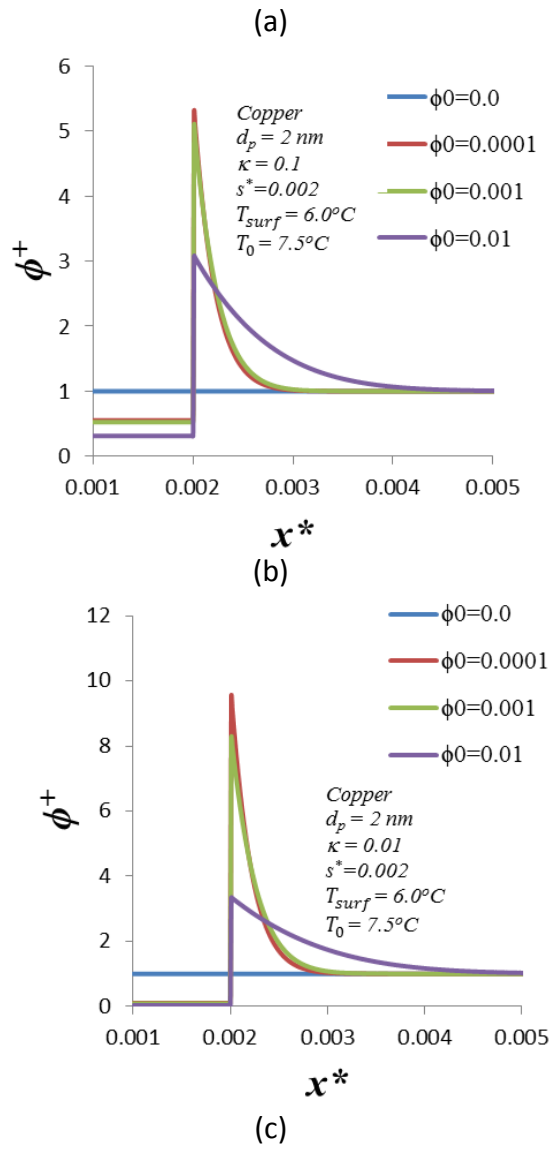 (a)
6
5
4
3
2
1
0
ϕ⁺
Copper
dₚ = 2 nm
κ = 0.1
s*=0.002
T_surf = 6.0°C
T₀ = 7.5°C
ϕ0=0.0
ϕ0=0.0001
ϕ0=0.001
ϕ0=0.01
0.001 0.002 0.003 0.004 0.005
x*
(b)
12
10
8
6
4
2
0
ϕ⁺
ϕ0=0.0
ϕ0=0.0001
ϕ0=0.001
ϕ0=0.01
Copper
dₚ = 2 nm
κ = 0.01
s*=0.002
T_surf = 6.0°C
T₀ = 7.5°C
0.001 0.002 0.003 0.004 0.005
x*
(c)